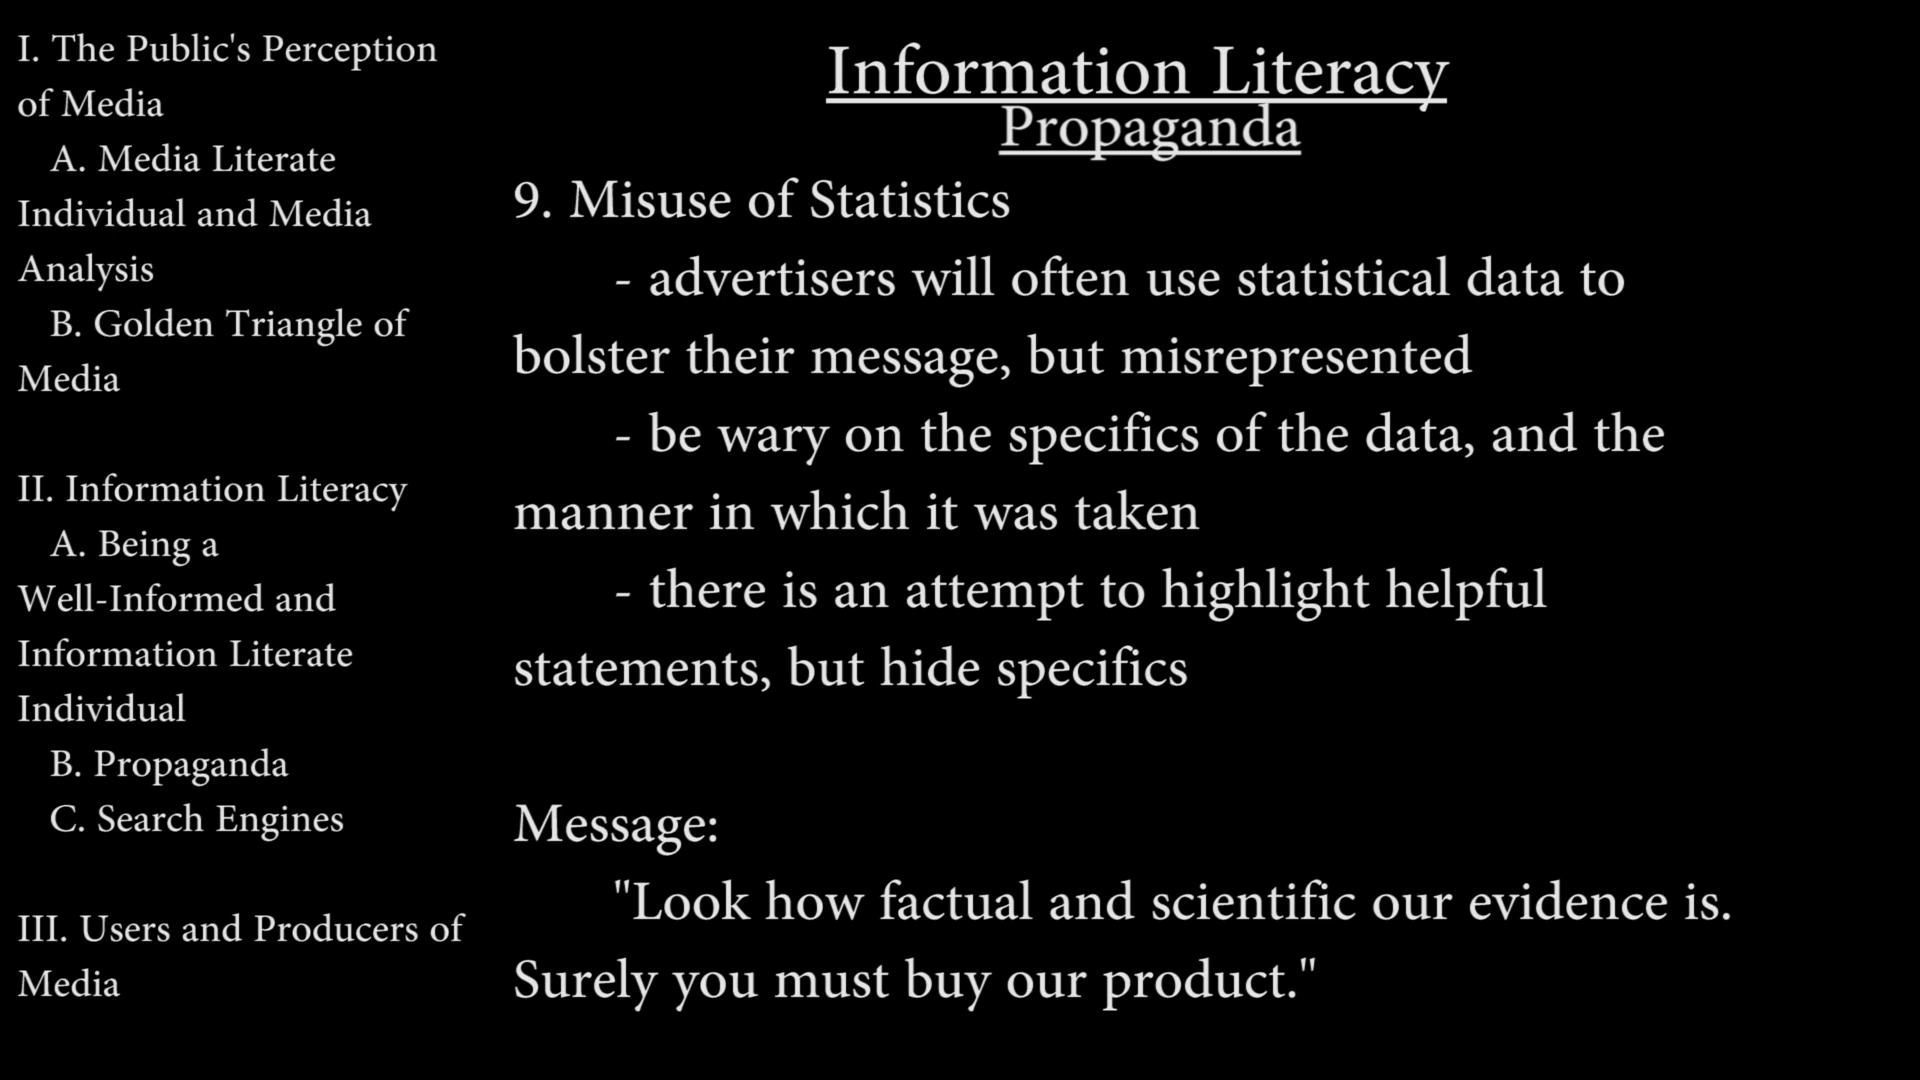 I. The Public's Perception
of Media
A. Media Literate
Individual and Media
Analysis
B. Golden Triangle of
Media
II. Information Literacy
A. Being a
Well-Informed and
Information Literate
Individual
B. Propaganda
C. Search Engines
III. Users and Producers of
Media
Information Literacy
Propaganda
9. Misuse of Statistics
- advertisers will often use statistical data to
bolster their message, but misrepresented
- be wary on the specifics of the data, and the
manner in which it was taken
- there is an attempt to highlight helpful
statements, but hide specifics
Message:
"Look how factual and scientific our evidence is.
Surely you must buy our product."